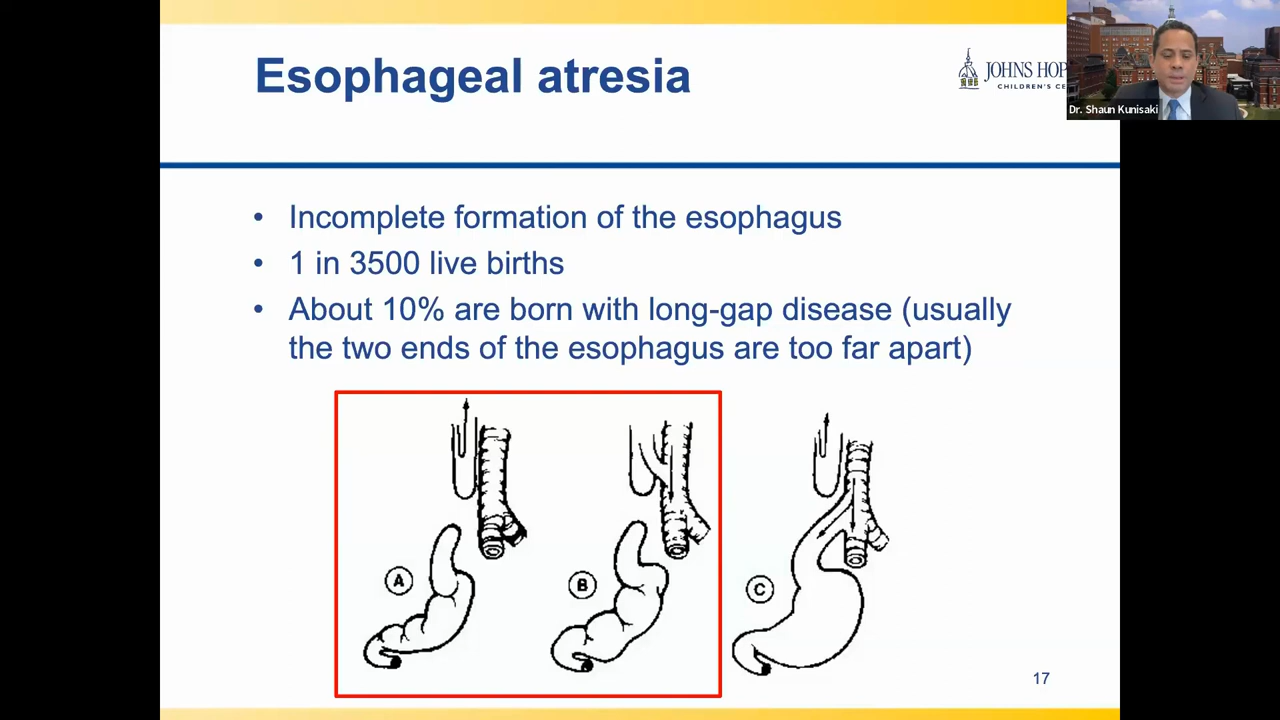 Esophageal atresia
JOHNS HOP
CHILDREN'S CE
Dr. Shaun Kunisaki
• Incomplete formation of the esophagus
• 1 in 3500 live births
• About 10% are born with long-gap disease (usually
the two ends of the esophagus are too far apart)
A
B
C
17